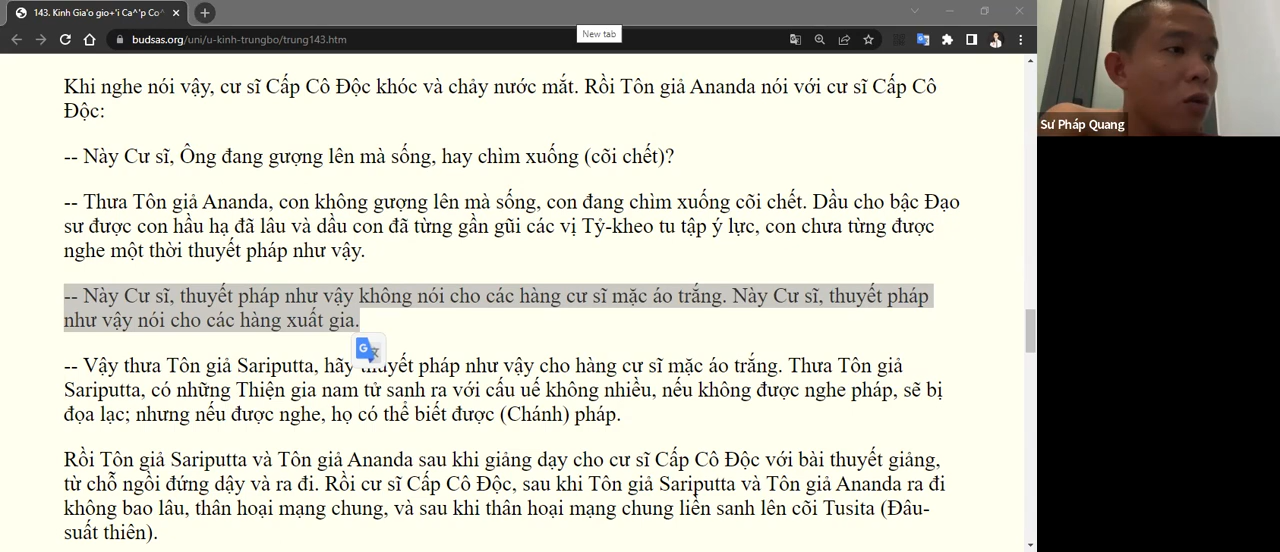 143. Kinh Gia'o gio+'i Ca^'p Co^
New tab
budsas.org/uni/u-kinh-trungbo/trung143.htm
Khi nghe nói vậy, cư sĩ Cấp Cô Độc khóc và chảy nước mắt. Rồi Tôn giả Ananda nói với cư sĩ Cấp Cô
Độc:
-- Này Cư sĩ, Ông đang gượng lên mà sống, hay chìm xuống (cõi chết)?
-- Thưa Tôn giả Ananda, con không gượng lên mà sống, con đang chìm xuống cõi chết. Dầu cho bậc Đạo
sư được con hầu hạ đã lâu và dầu con đã từng gần gũi các vị Tỷ-kheo tu tập ý lực, con chưa từng được
nghe một thời thuyết pháp như vậy.
-- Này Cư sĩ, thuyết pháp như vậy không nói cho các hàng cư sĩ mặc áo trắng. Này Cư sĩ, thuyết pháp
như vậy nói cho các hàng xuất gia.
-- Vậy thưa Tôn giả Sariputta, hãy thuyết pháp như vậy cho hàng cư sĩ mặc áo trắng. Thưa Tôn giả
Sariputta, có những Thiện gia nam tử sanh ra với cấu uế không nhiều, nếu không được nghe pháp, sẽ bị
đọa lạc; nhưng nếu được nghe, họ có thể biết được (Chánh) pháp.
Rồi Tôn giả Sariputta và Tôn giả Ananda sau khi giảng dạy cho cư sĩ Cấp Cô Độc với bài thuyết giảng,
từ chỗ ngồi đứng dậy và ra đi. Rồi cư sĩ Cấp Cô Độc, sau khi Tôn giả Sariputta và Tôn giả Ananda ra đi
không bao lâu, thân hoại mạng chung, và sau khi thân hoại mạng chung liền sanh lên cõi Tusita (Đâu-
suất thiên).
Sư Pháp Quang